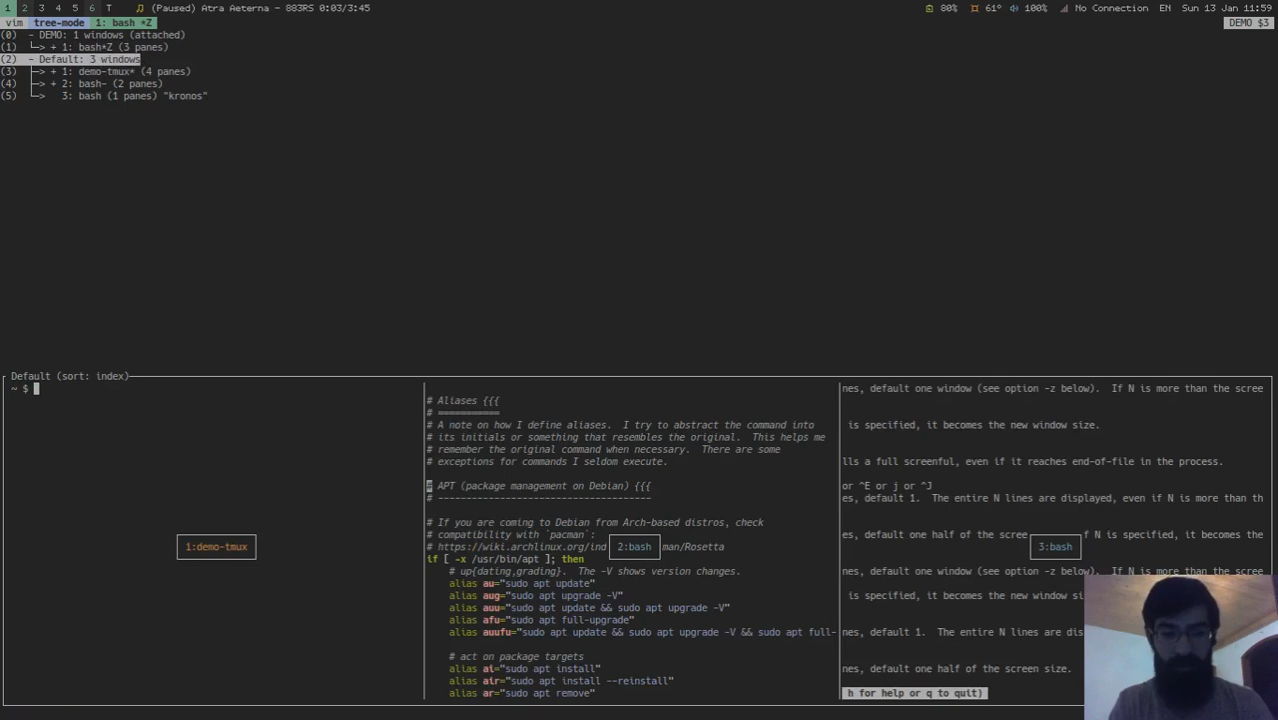 1 2 3 4 5 6 T (Paused) Atra Aeterna - 883RS 0:03/3:45 80% 61° 100% No Connection EN Sun 13 Jan 11:59
vim tree-mode 1: bash *Z DEMO $3
(0) - DEMO: 1 windows (attached)
(1) └─> + 1: bash*Z (3 panes)
(2) - Default: 3 windows
(3) ├─> + 1: demo-tmux* (4 panes)
(4) ├─> + 2: bash- (2 panes)
(5) └─> 3: bash (1 panes) "kronos"
Default (sort: index)
~ $
1:demo-tmux
# Aliases {{{
# ===========
# A note on how I define aliases. I try to abstract the command into
# its initials or something that resembles the original. This helps me
# remember the original command when necessary. There are some
# exceptions for commands I seldom execute.
# APT (package management on Debian) {{{
# --------------------------------------
# If you are coming to Debian from Arch-based distros, check
# compatibility with `pacman`:
# https://wiki.archlinux.org/ind 2:bash man/Rosetta
if [ -x /usr/bin/apt ]; then
# up{dating,grading}. The -V shows version changes.
alias au="sudo apt update"
alias aug="sudo apt upgrade -V"
alias auu="sudo apt update && sudo apt upgrade -V"
alias afu="sudo apt full-upgrade"
alias auufu="sudo apt update && sudo apt upgrade -V && sudo apt full-
# act on package targets
alias ai="sudo apt install"
alias air="sudo apt install --reinstall"
alias ar="sudo apt remove"
nes, default one window (see option -z below). If N is more than the scree
is specified, it becomes the new window size.
lls a full screenful, even if it reaches end-of-file in the process.
or ^E or j or ^J
es, default 1. The entire N lines are displayed, even if N is more than th
es, default one half of the scree f N is specified, it becomes the
3:bash
nes, default one window (see option -z below). If N is more than the scree
is specified, it becomes the new window si
nes, default 1. The entire N lines are dis
nes, default one half of the screen size.
h for help or q to quit)